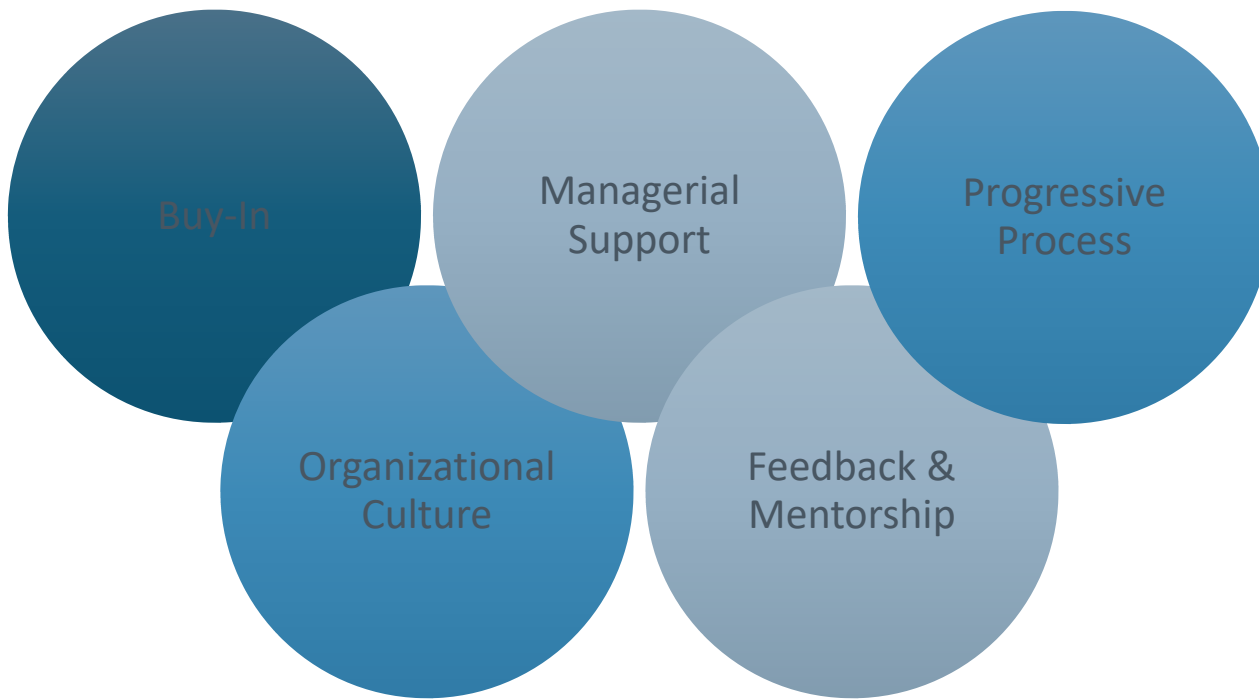 Buy-In
Managerial
Support
Progressive
Process
Organizational
Culture
Feedback &
Mentorship